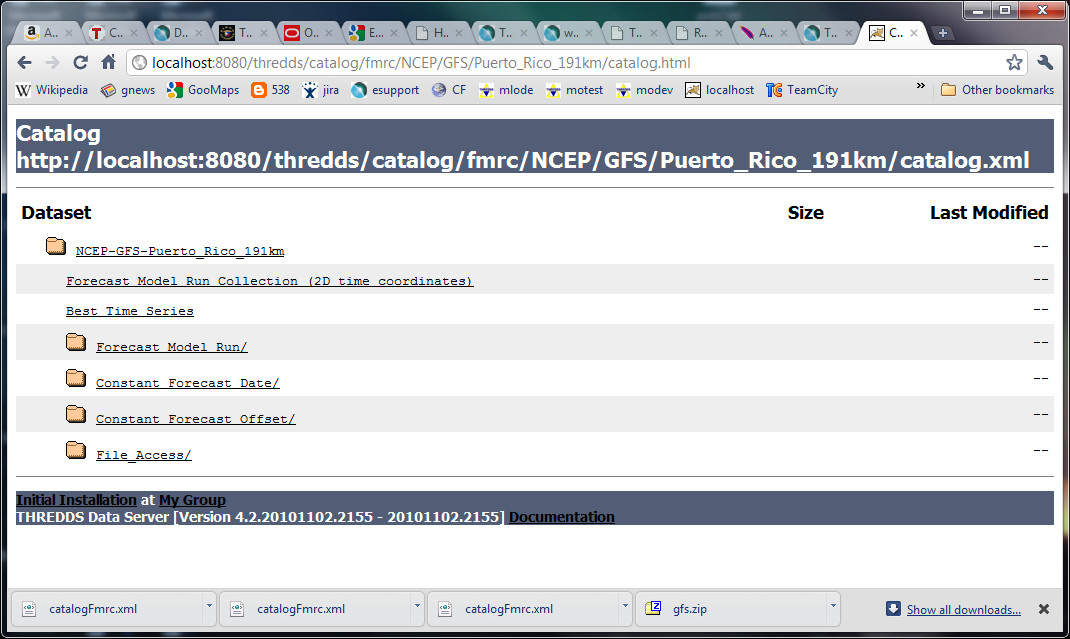 A.. T C.. D.. T.. O.. E... H.. T.. w.. T.. R... A... T... C..
localhost:8080/thredds/catalog/fmrc/NCEP/GFS/Puerto_Rico_191km/catalog.html
Wikipedia gnews GooMaps 538 jira esupport CF mlode motest modev localhost TeamCity » Other bookmarks
Catalog
http://localhost:8080/thredds/catalog/fmrc/NCEP/GFS/Puerto_Rico_191km/catalog.xml
Dataset Size Last Modified
NCEP-GFS-Puerto_Rico_191km --
Forecast Model Run Collection (2D time coordinates) --
Best Time Series --
Forecast Model Run/ --
Constant Forecast Date/ --
Constant Forecast Offset/ --
File_Access/ --
Initial Installation at My Group
THREDDS Data Server [Version 4.2.20101102.2155 - 20101102.2155] Documentation
catalogFmrc.xml catalogFmrc.xml catalogFmrc.xml gfs.zip Show all downloads...